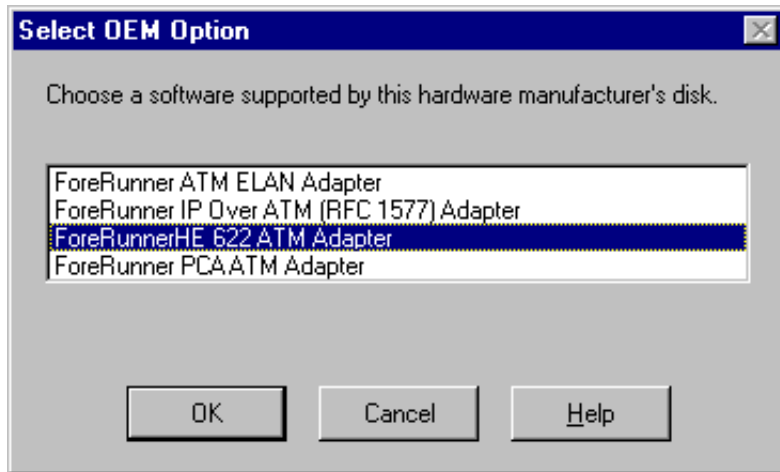 Select OEM Option
Choose a software supported by this hardware manufacturer's disk.
ForeRunner ATM ELAN Adapter
ForeRunner IP Over ATM (RFC 1577) Adapter
ForeRunnerHE 622 ATM Adapter
ForeRunner PCA ATM Adapter
OK Cancel Help